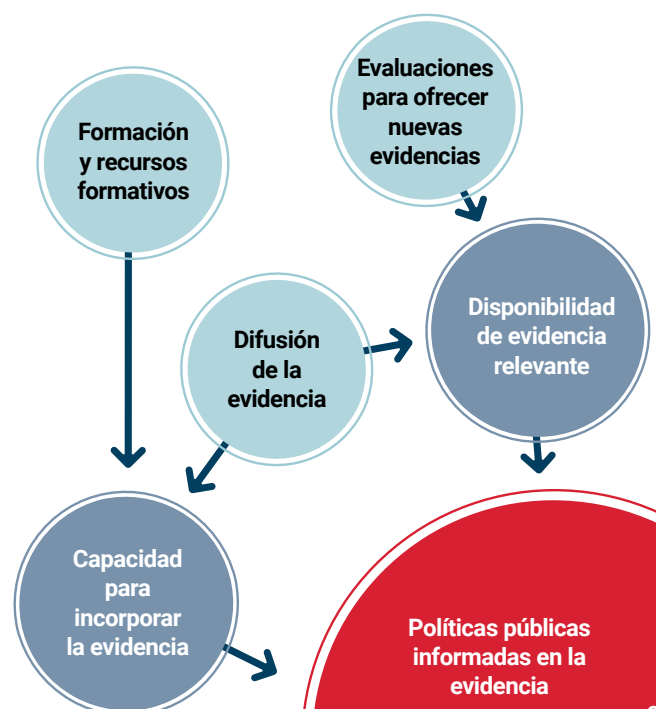 Evaluaciones
para ofrecer
nuevas
evidencias
Formación
y recursos
formativos
Disponibilidad
de evidencia
relevante
Difusión
de la
evidencia
Capacidad
para
incorporar
la evidencia
Políticas públicas
informadas en la
evidencia